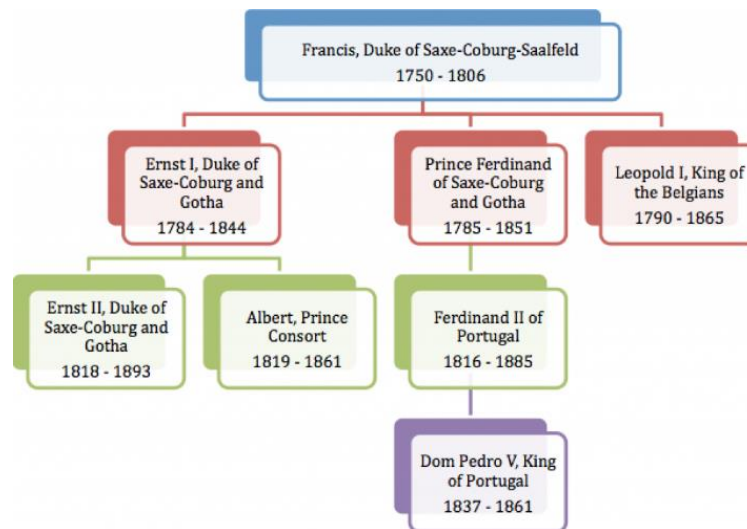 Francis, Duke of Saxe-Coburg-Saalfeld
1750 - 1806
Ernst I, Duke of
Saxe-Coburg and
Gotha
1784 - 1844
Prince Ferdinand
of Saxe-Coburg
and Gotha
1785 - 1851
Leopold I, King of
the Belgians
1790 - 1865
Ernst II, Duke of
Saxe-Coburg and
Gotha
1818 - 1893
Albert, Prince
Consort
1819 - 1861
Ferdinand II of
Portugal
1816 - 1885
Dom Pedro V, King
of Portugal
1837 - 1861